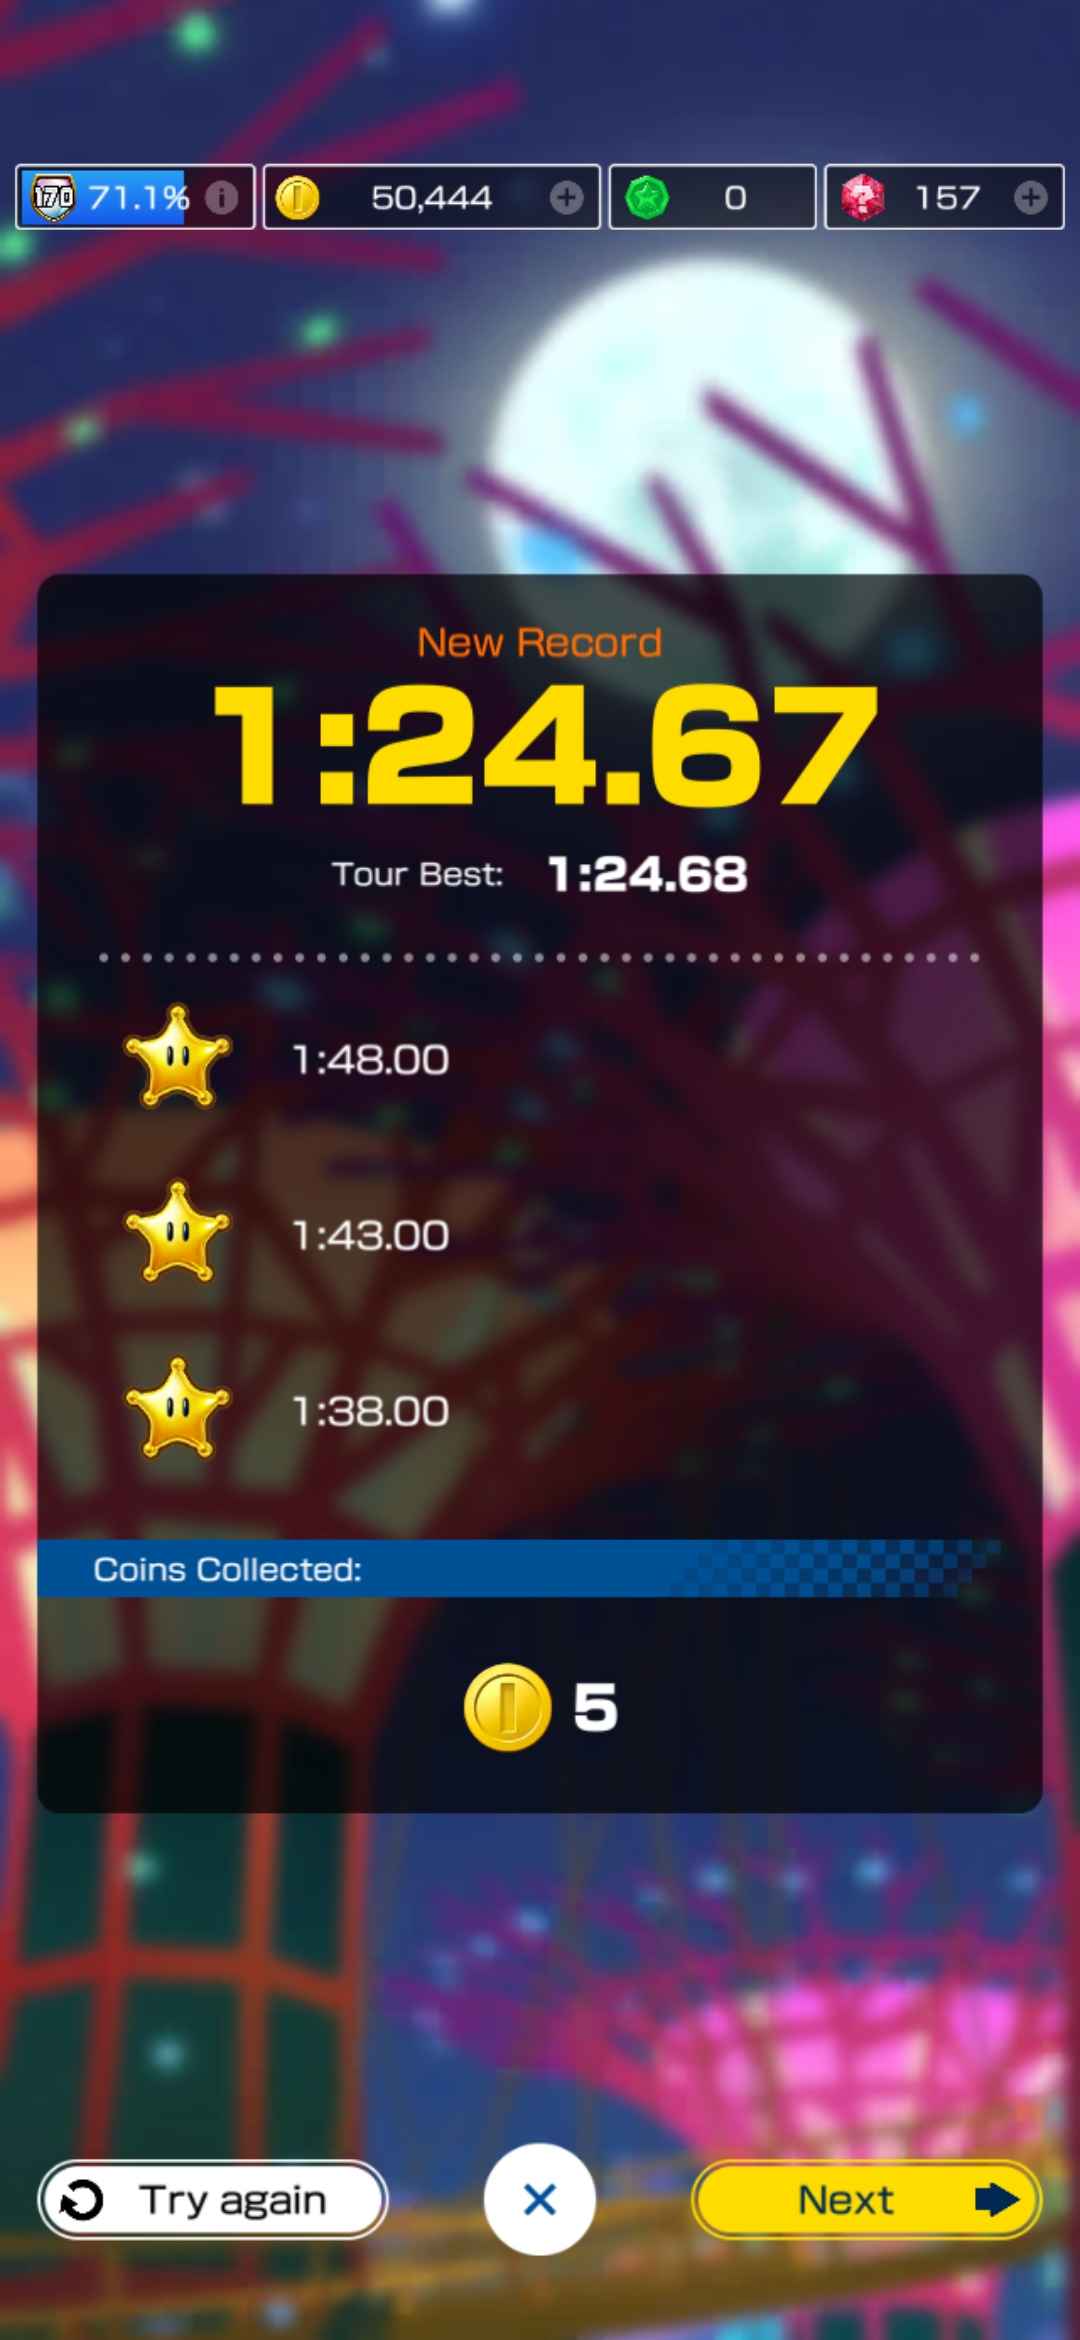 170 71.1% i 50,444 + 0 ? 157 +
New Record
1:24.67
Tour Best: 1:24.68
1:48.00
1:43.00
1:38.00
Coins Collected:
5
Try again × Next